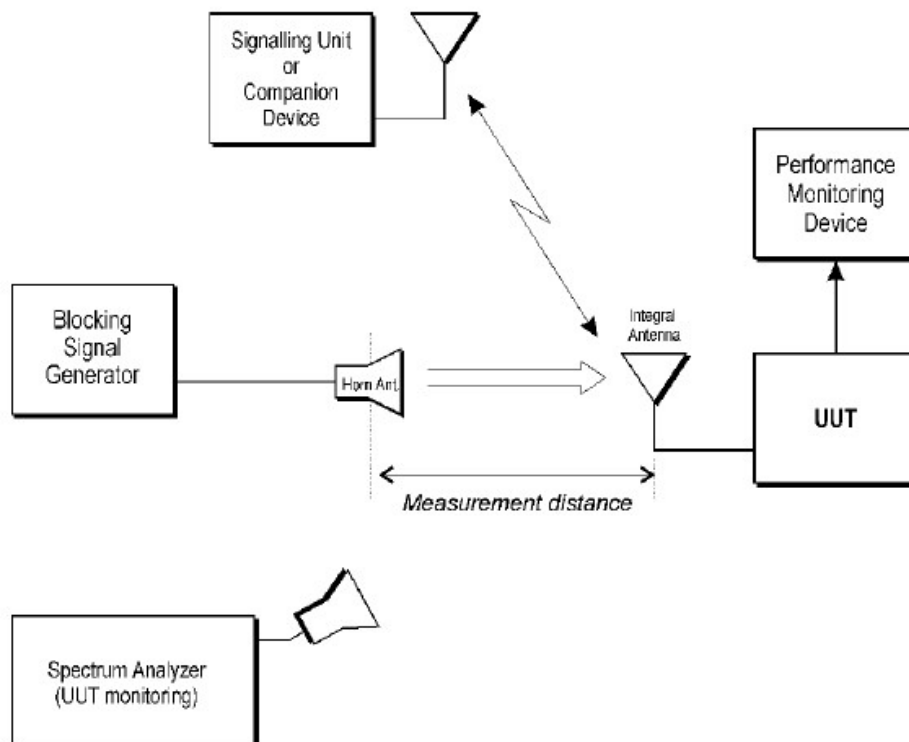 Signalling Unit
or
Companion
Device
Performance
Monitoring
Device
Blocking
Signal
Generator
Horn Ant.
Integral
Antenna
UUT
Measurement distance
Spectrum Analyzer
(UUT monitoring)